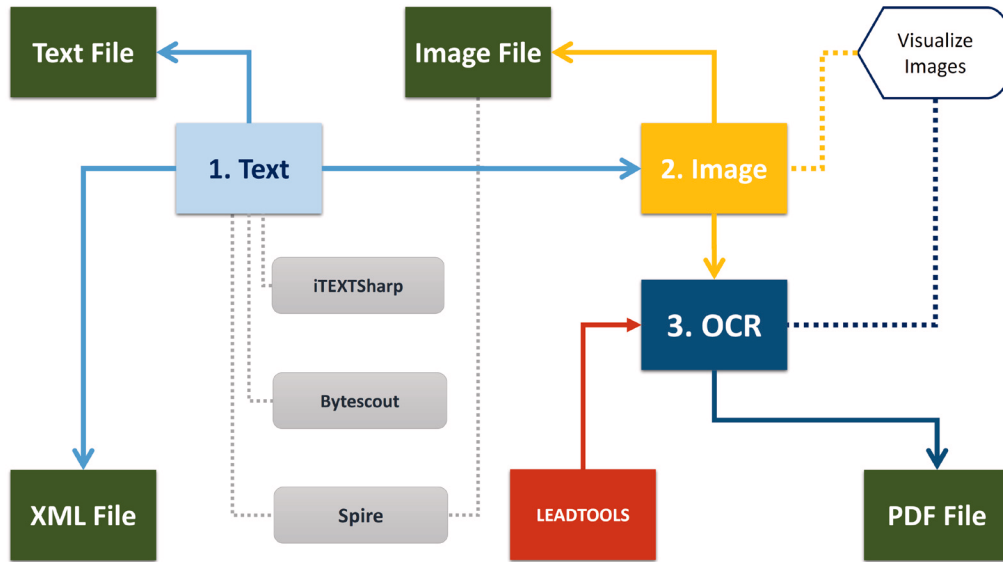 Text File
Image File
Visualize
Images
1. Text
2. Image
iTEXTSharp
3. OCR
Bytescout
XML File
Spire
LEADTOOLS
PDF File